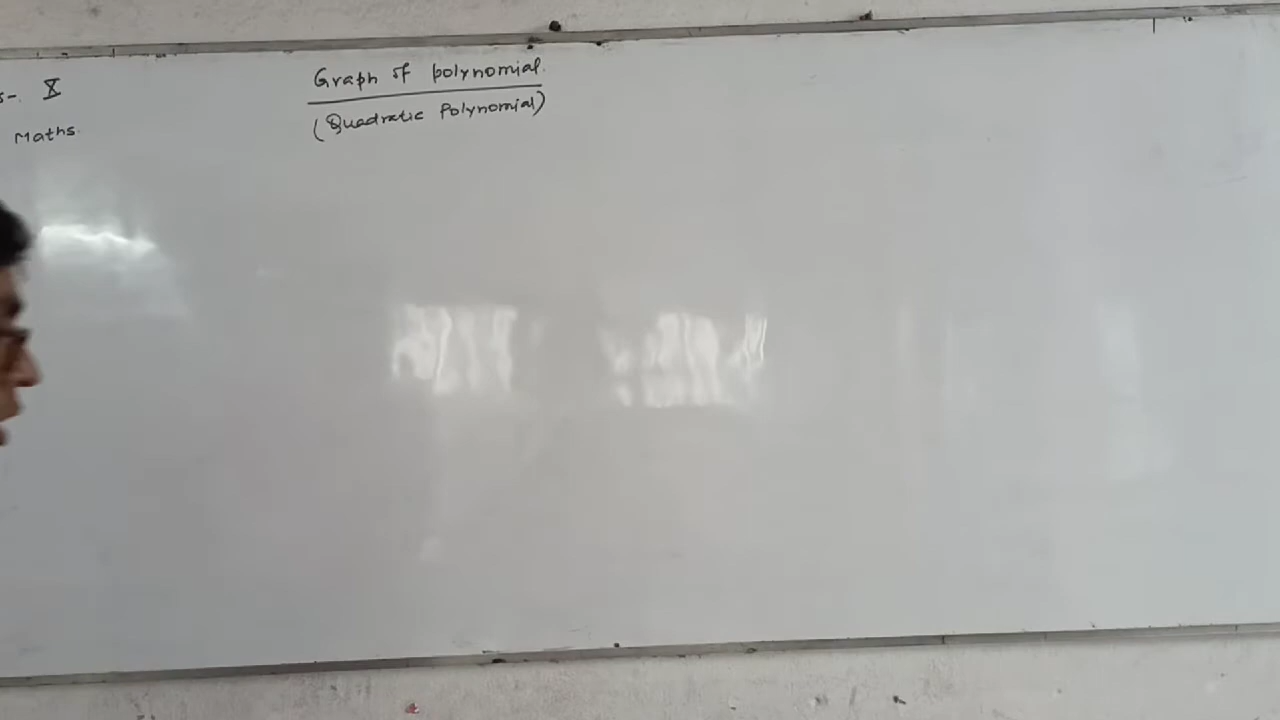 s-. X
Maths.
Graph of polynomial.
(Quadratic Polynomial)